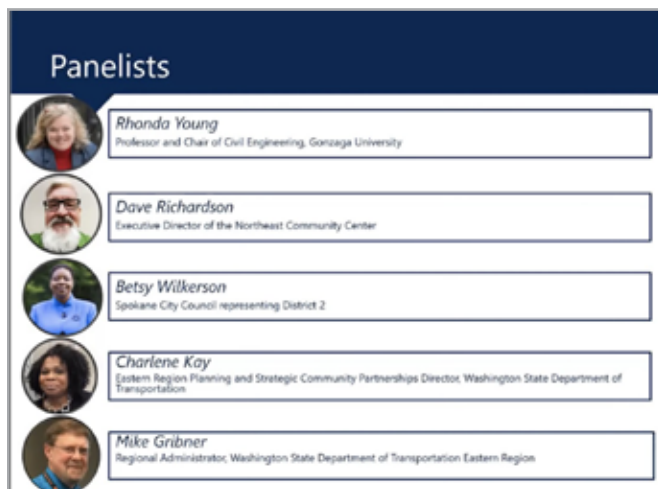 Panelists
Rhonda Young
Professor and Chair of Civil Engineering, Gonzaga University
Dave Richardson
Executive Director of the Northeast Community Center
Betsy Wilkerson
Spokane City Council representing District 2
Charlene Kay
Eastern Region Planning and Strategic Community Partnerships Director, Washington State Department of
Transportation
Mike Gribner
Regional Administrator, Washington State Department of Transportation Eastern Region